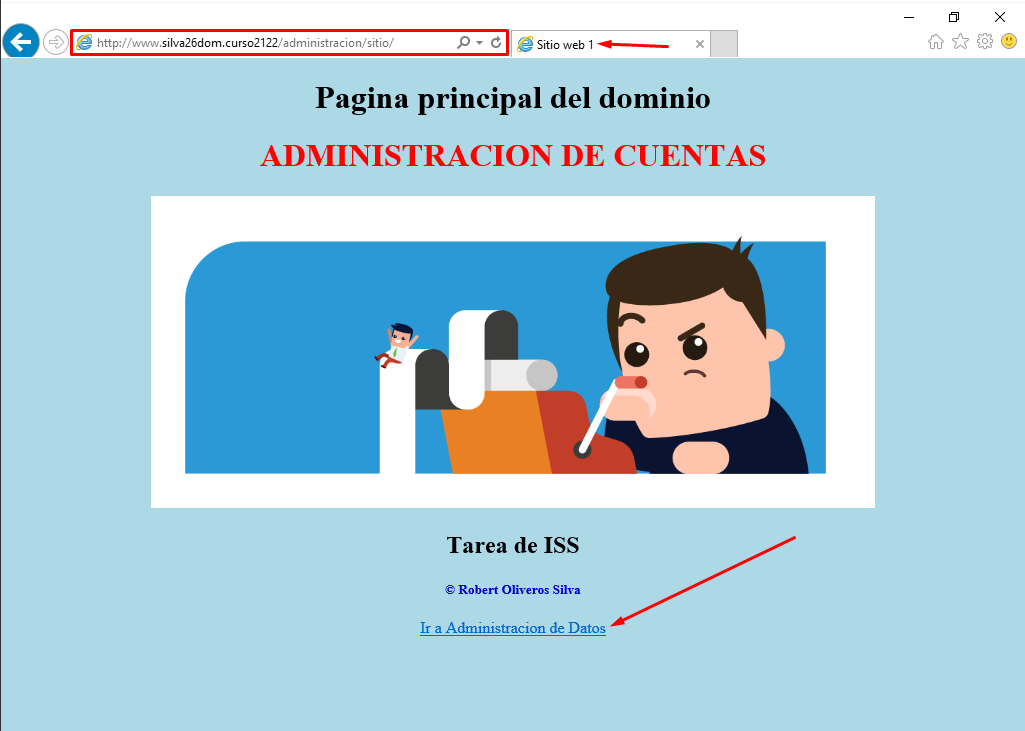 http://www.silva26dom.curso2122/administracion/sitio/
Sitio web 1
Pagina principal del dominio
ADMINISTRACION DE CUENTAS
Tarea de ISS
© Robert Oliveros Silva
Ir a Administracion de Datos